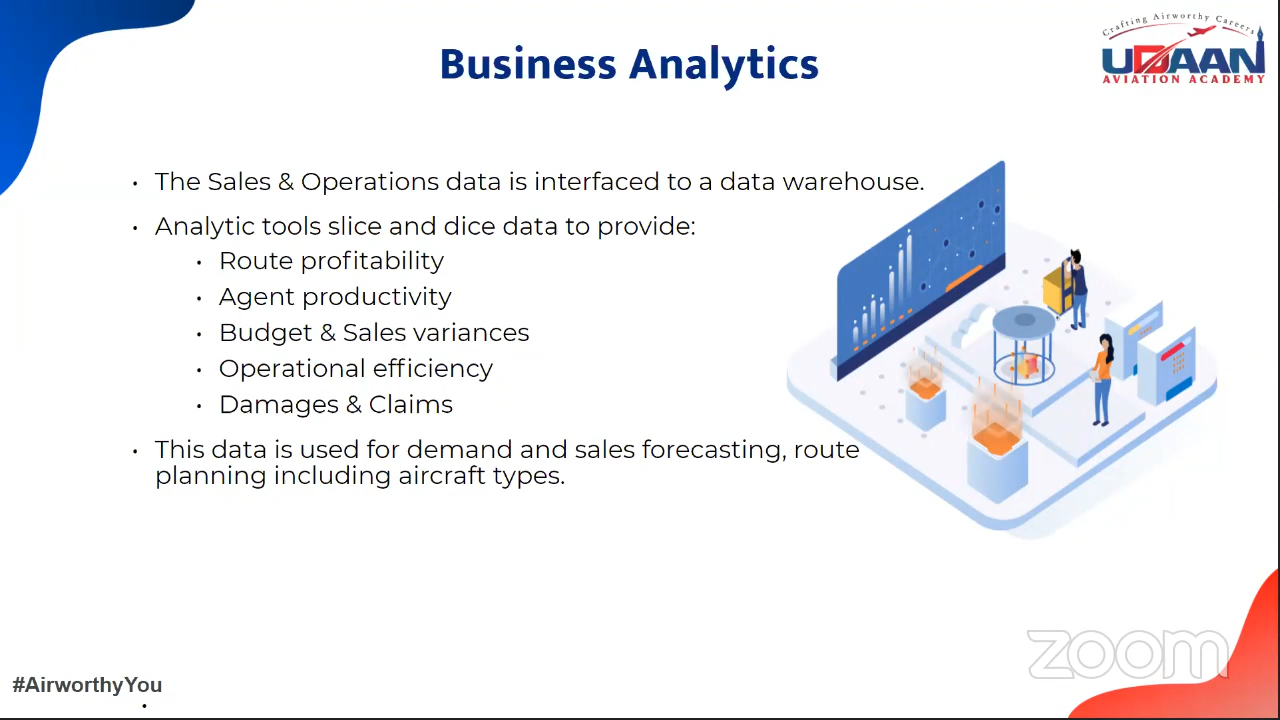 Crafting Airworthy Careers
UDAAN
AVIATION ACADEMY
Business Analytics
• The Sales & Operations data is interfaced to a data warehouse.
• Analytic tools slice and dice data to provide:
• Route profitability
• Agent productivity
• Budget & Sales variances
• Operational efficiency
• Damages & Claims
• This data is used for demand and sales forecasting, route
planning including aircraft types.
zoom
#AirworthyYou
•